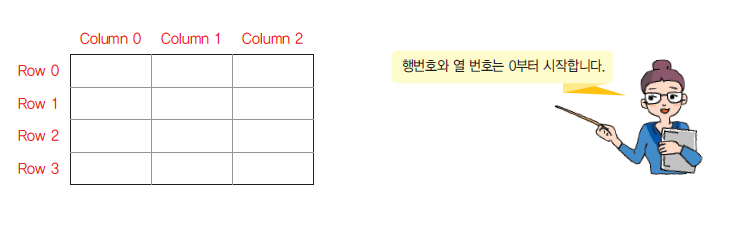 Column 0 Column 1 Column 2
Row 0
Row 1
Row 2
Row 3
행번호와 열 번호는 0부터 시작합니다.